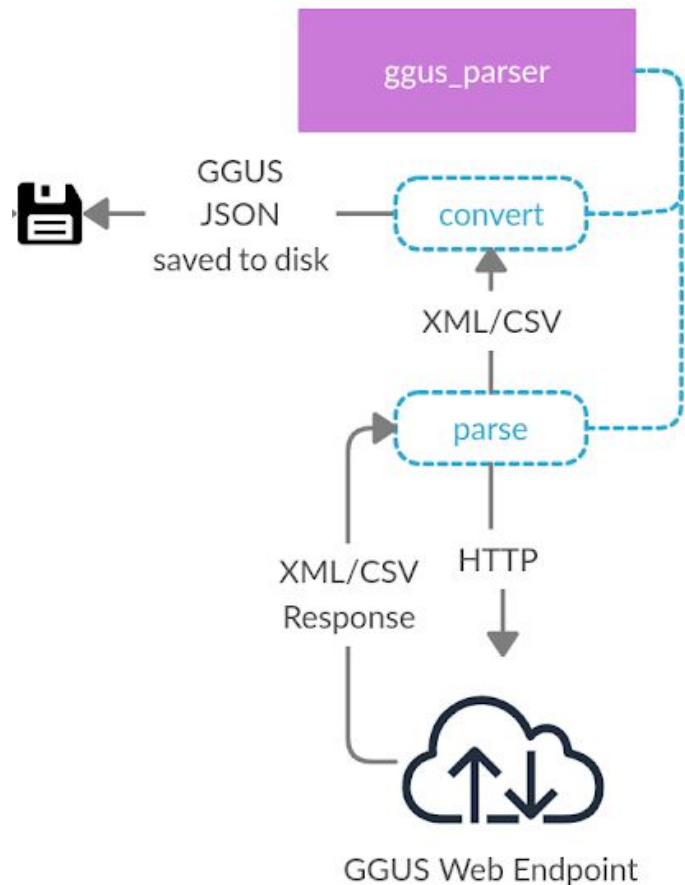 ggus_parser
GGUS
JSON
saved to disk
convert
XML/CSV
parse
XML/CSV
Response
HTTP
GGUS Web Endpoint